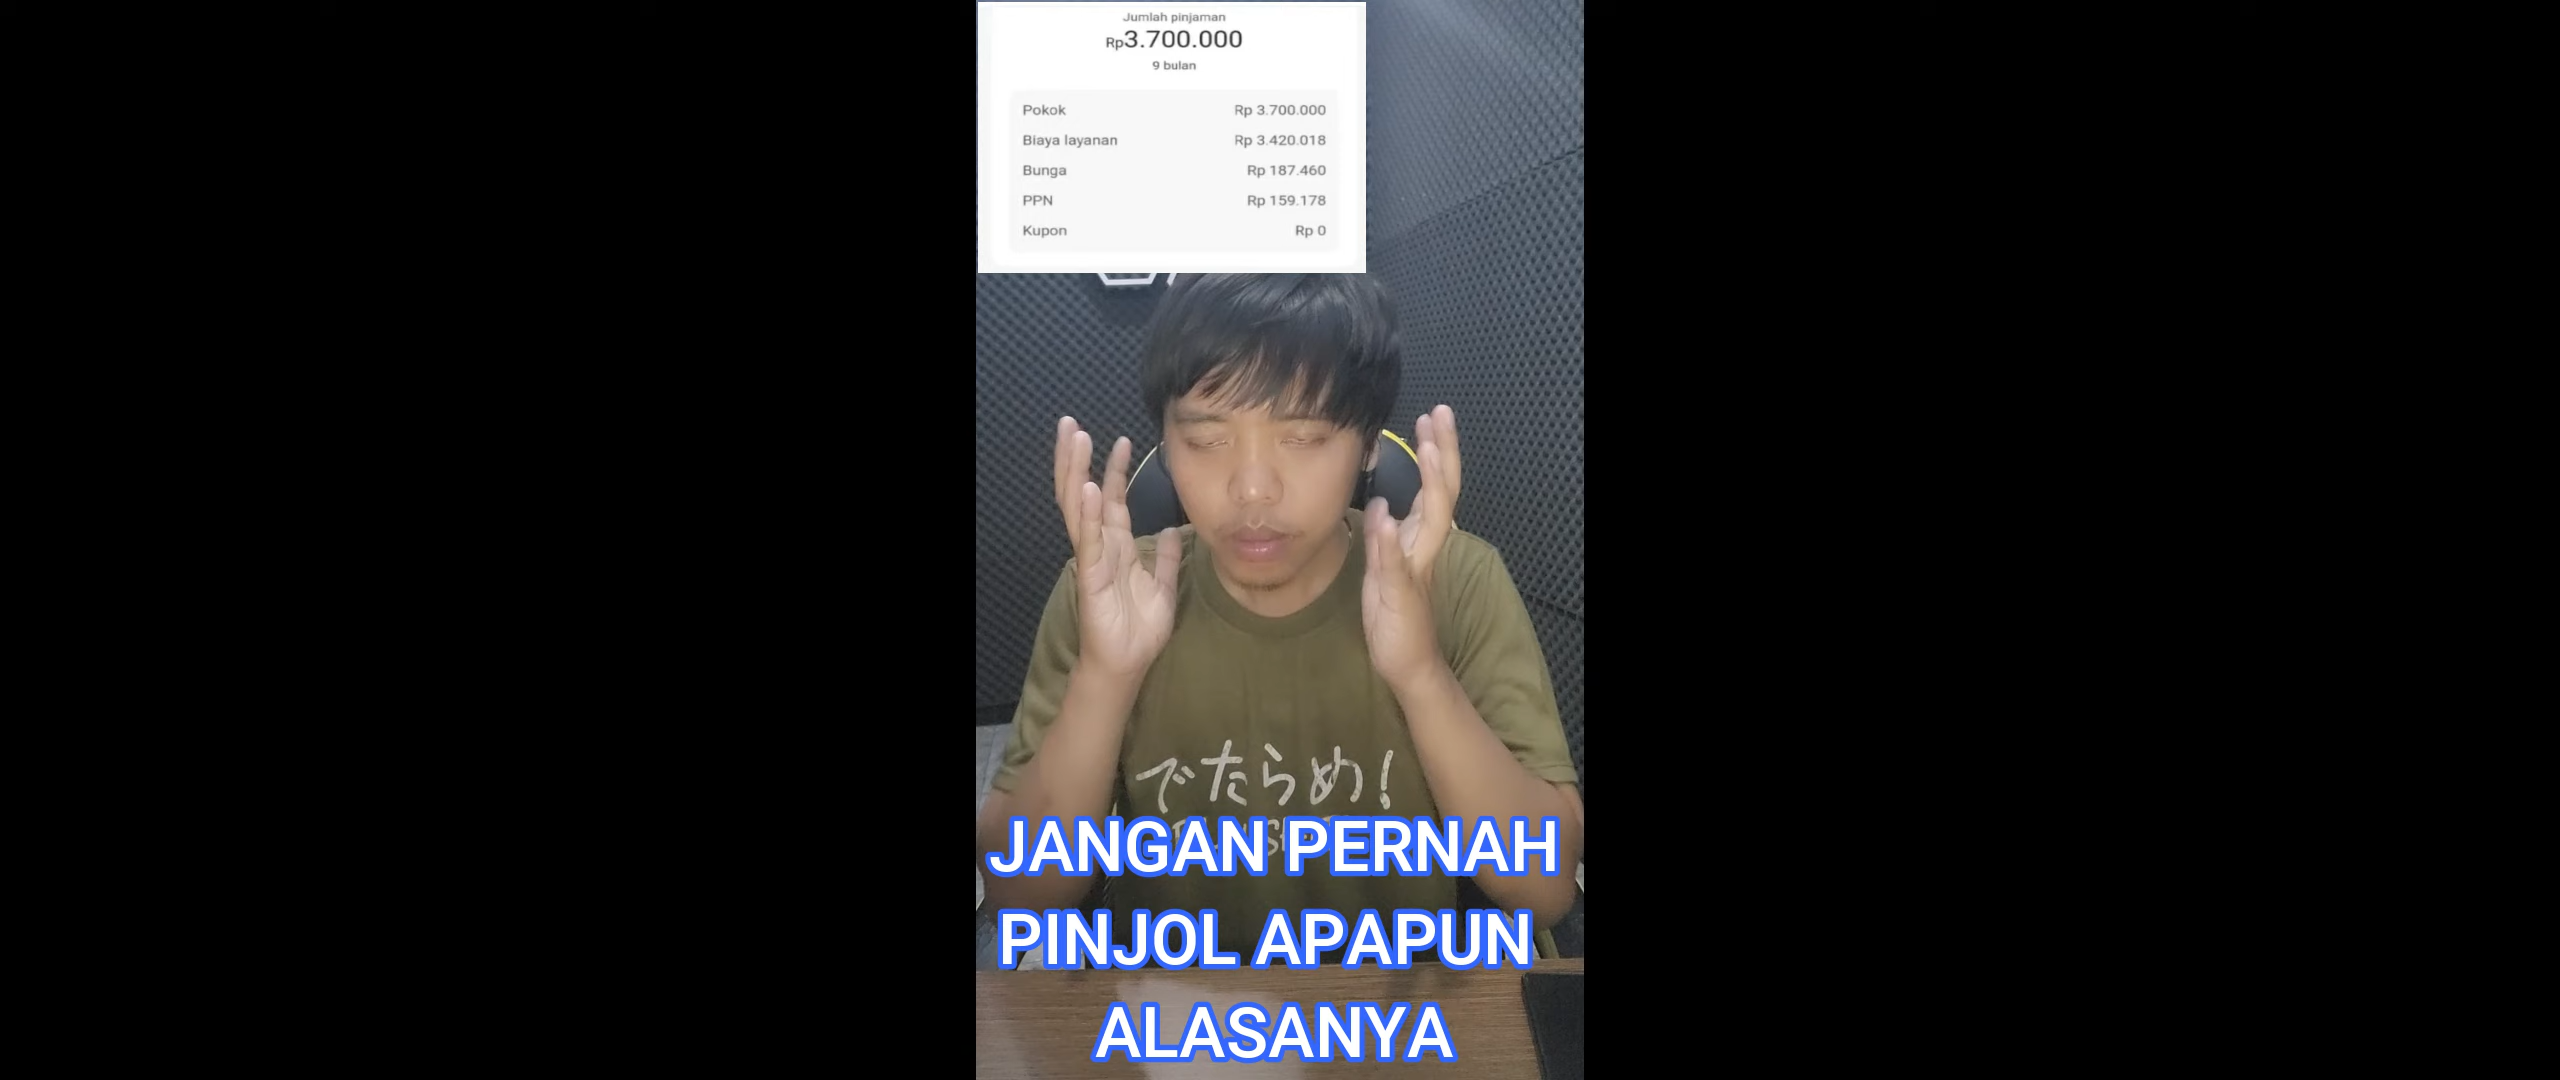 Jumlah pinjaman
Rp3.700.000
9 bulan
Pokok Rp 3.700.000
Biaya layanan Rp 3.420.018
Bunga Rp 187.460
PPN Rp 159.178
Kupon Rp 0
でたらめ!
JANGAN PERNAH
PINJOL APAPUN
ALASANYA